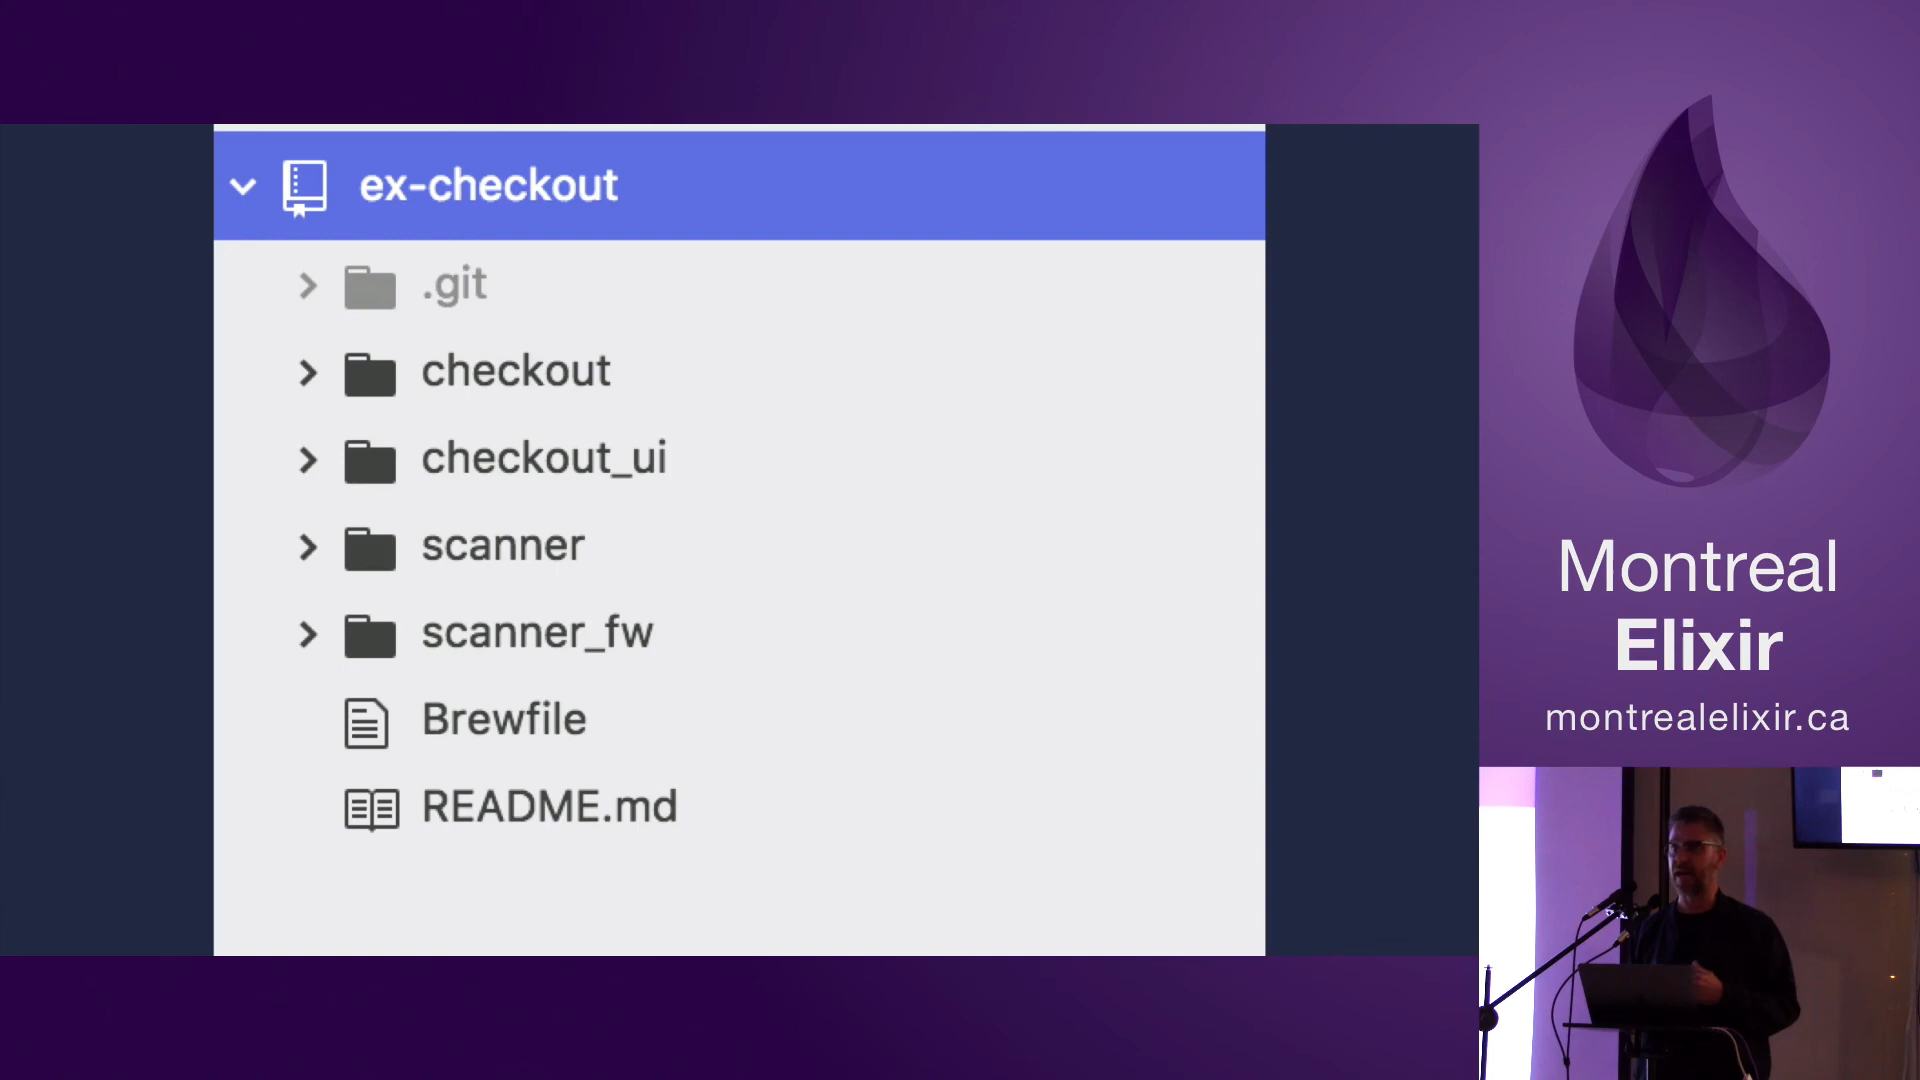 ex-checkout
.git
checkout
checkout_ui
scanner
scanner_fw
Brewfile
README.md
Montreal
Elixir
montrealelixir.ca